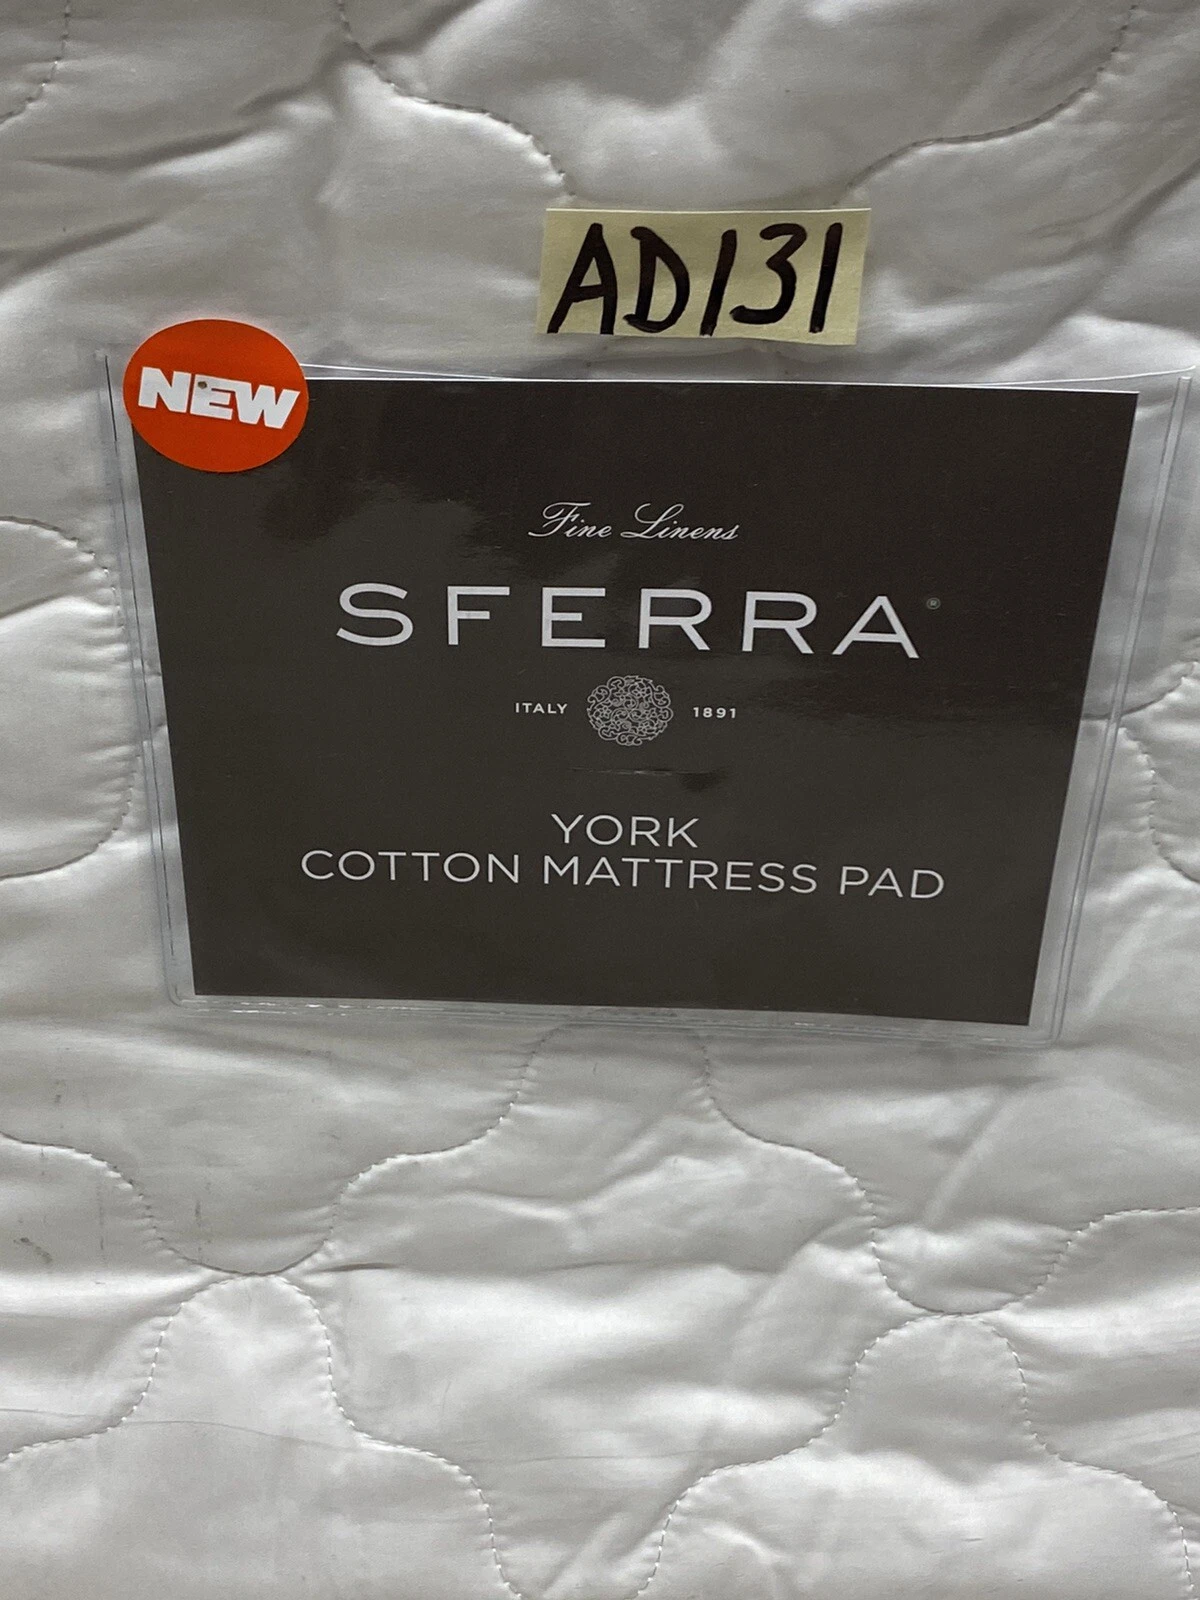 AD131
NEW
Fine Linens
SFERRA®
ITALY 1891
YORK
COTTON MATTRESS PAD